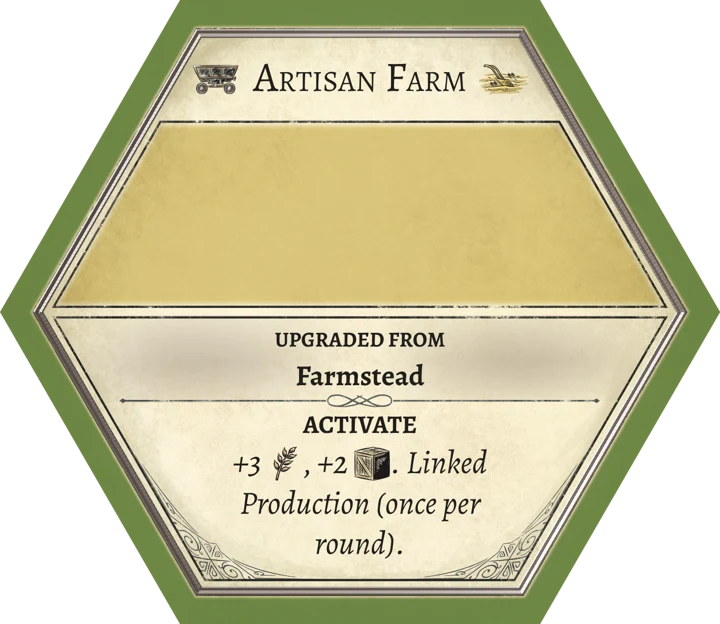 Artisan Farm
UPGRADED FROM
Farmstead
ACTIVATE
+3 , +2 . Linked
Production (once per
round).